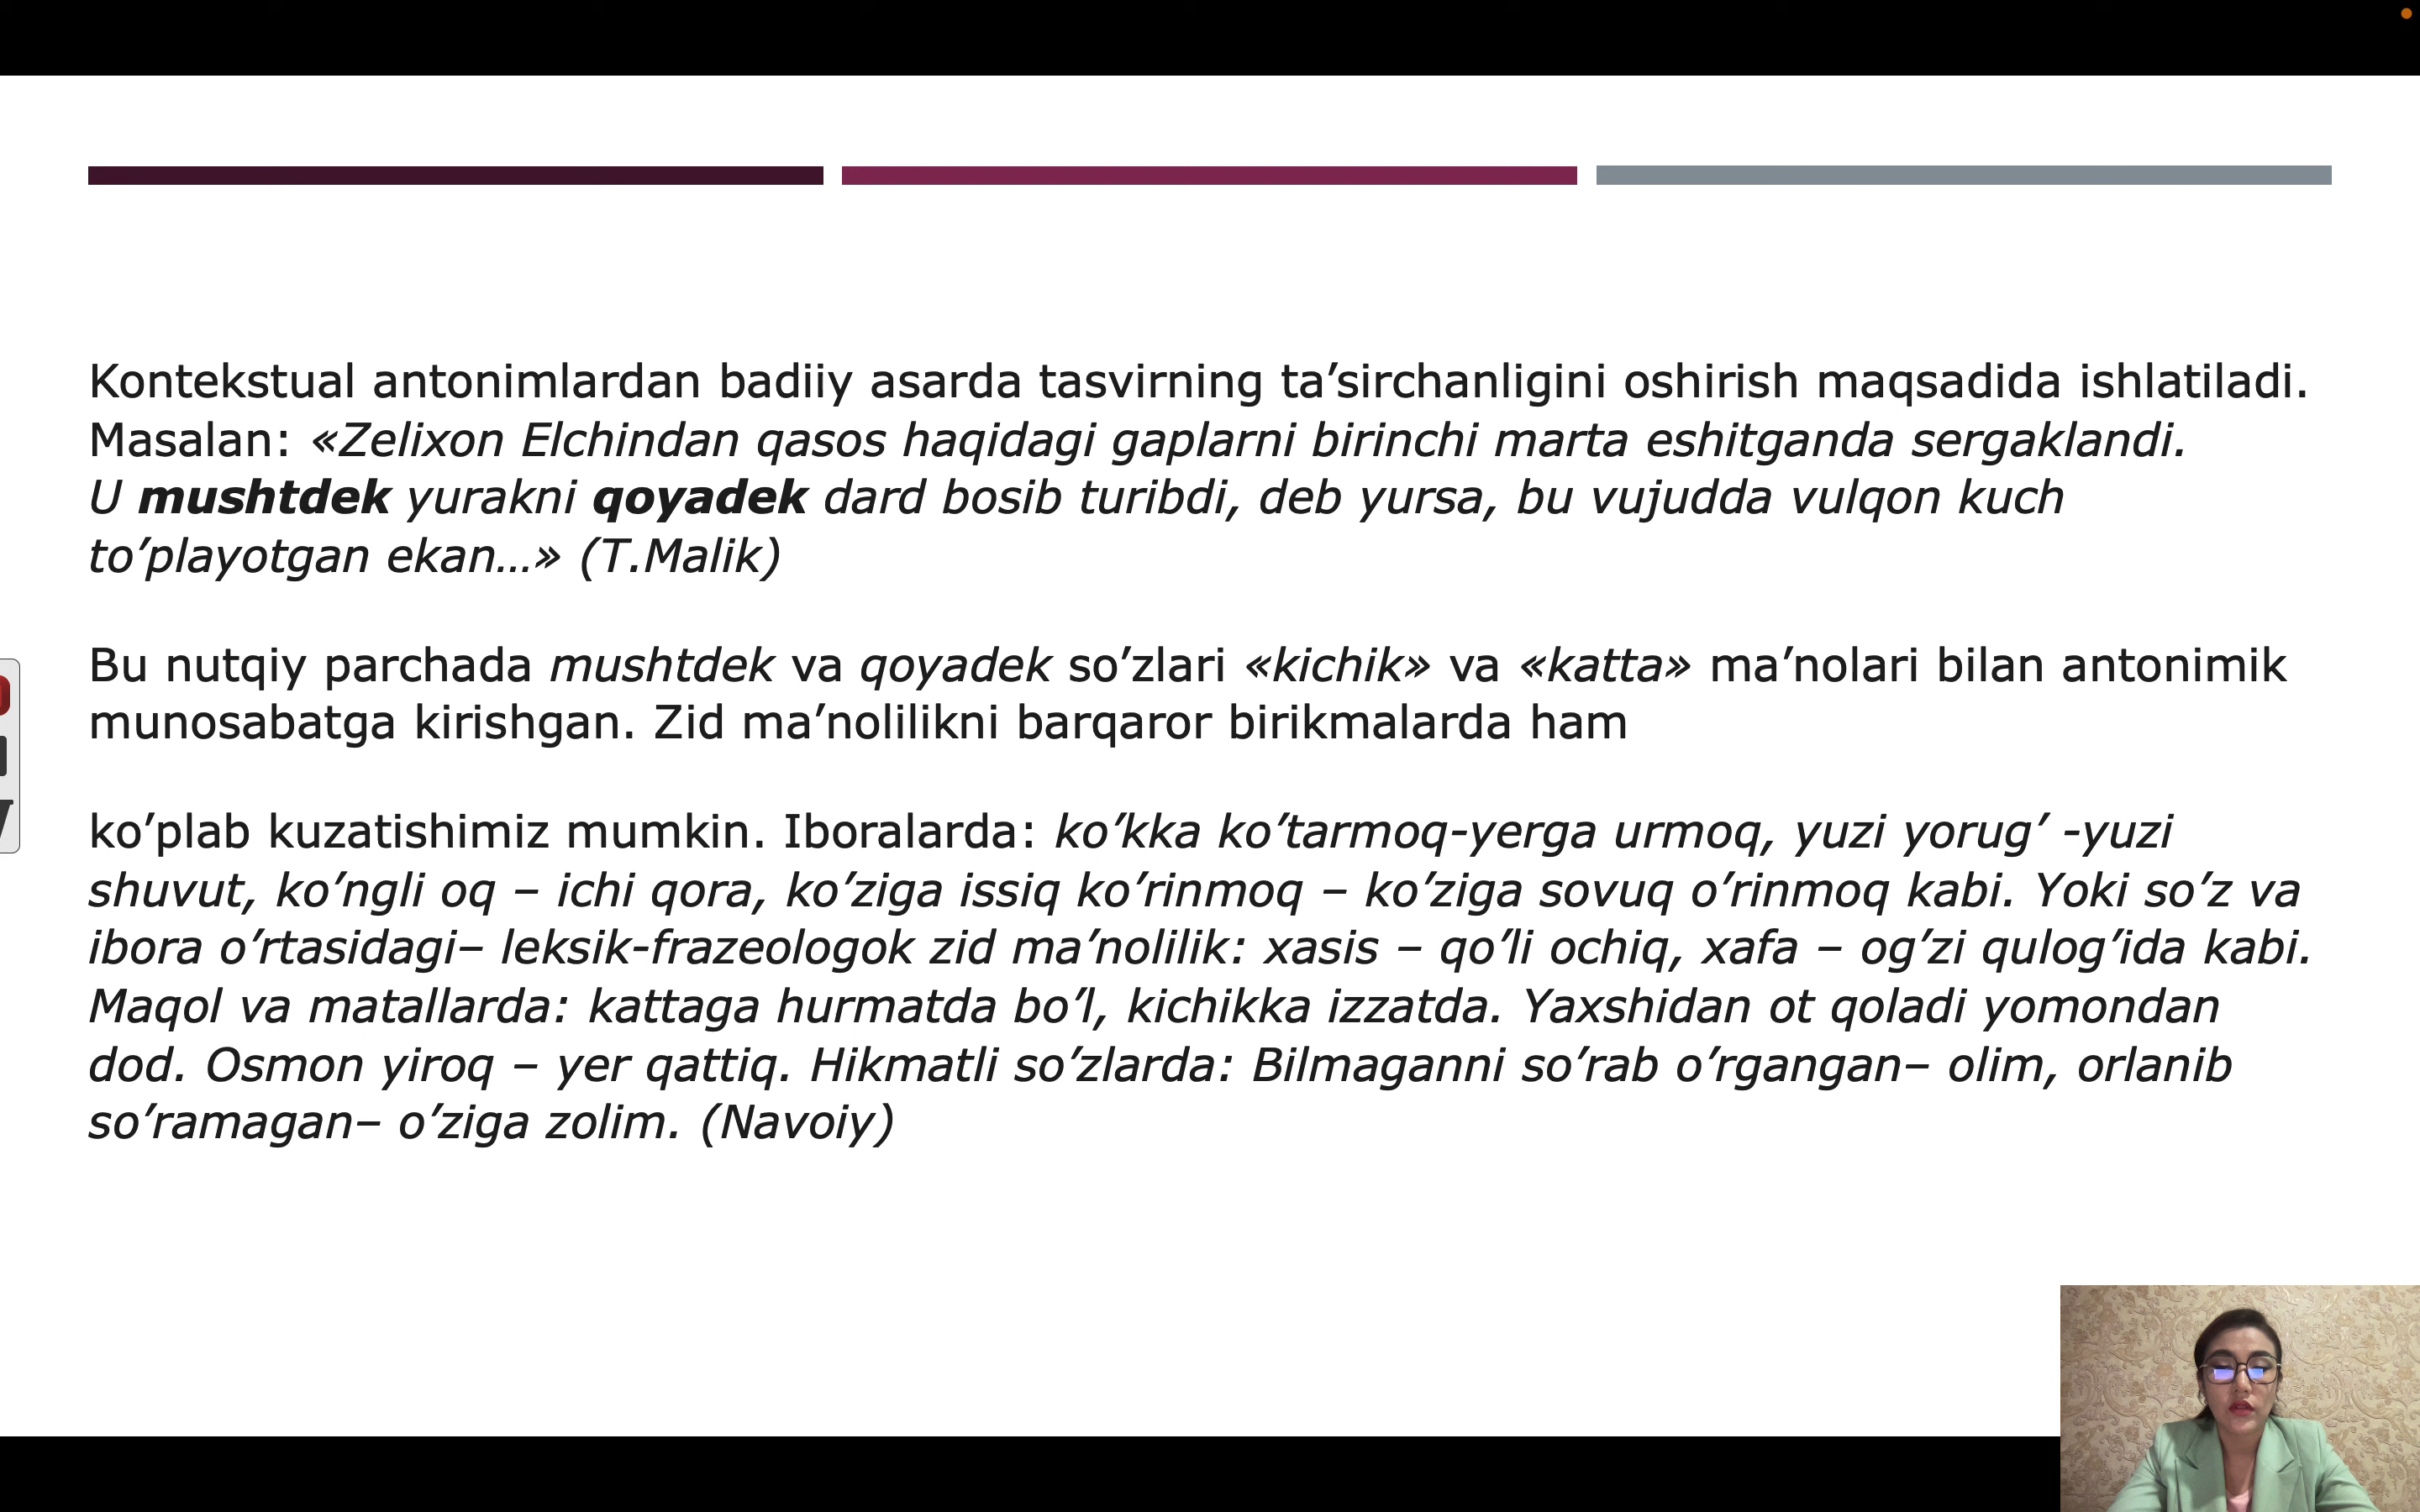 Kontekstual antonimlardan badiiy asarda tasvirning ta’sirchanligini oshirish maqsadida ishlatiladi.
Masalan: «Zelixon Elchindan qasos haqidagi gaplarni birinchi marta eshitganda sergaklandi.
U mushtdek yurakni qoyadek dard bosib turibdi, deb yursa, bu vujudda vulqon kuch
to’playotgan ekan...» (T.Malik)
Bu nutqiy parchada mushtdek va qoyadek so’zlari «kichik» va «katta» ma’nolari bilan antonimik
munosabatga kirishgan. Zid ma’nolilikni barqaror birikmalarda ham
ko’plab kuzatishimiz mumkin. Iboralarda: ko’kka ko’tarmoq-yerga urmoq, yuzi yorug’ -yuzi
shuvut, ko’ngli oq – ichi qora, ko’ziga issiq ko’rinmoq – ko’ziga sovuq o’rinmoq kabi. Yoki so’z va
ibora o’rtasidagi– leksik-frazeologok zid ma’nolilik: xasis – qo’li ochiq, xafa – og’zi qulog’ida kabi.
Maqol va matallarda: kattaga hurmatda bo’l, kichikka izzatda. Yaxshidan ot qoladi yomondan
dod. Osmon yiroq – yer qattiq. Hikmatli so’zlarda: Bilmaganni so’rab o’rgangan– olim, orlanib
so’ramagan– o’ziga zolim. (Navoiy)